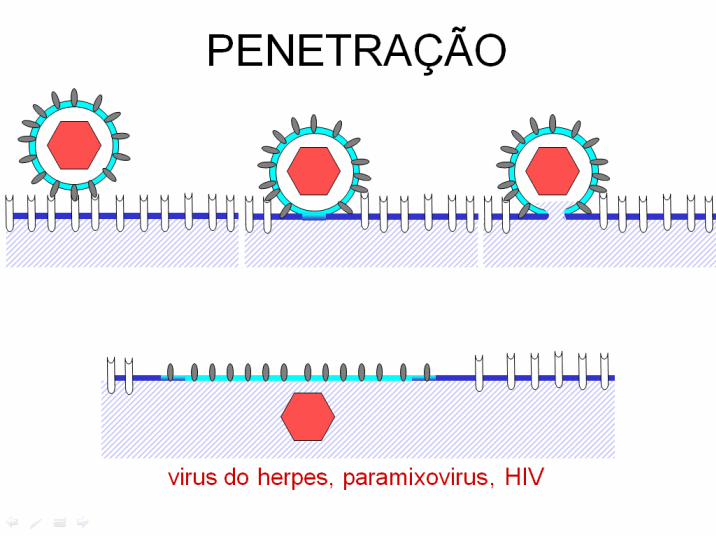 PENETRAÇÃO
virus do herpes, paramixovirus, HIV